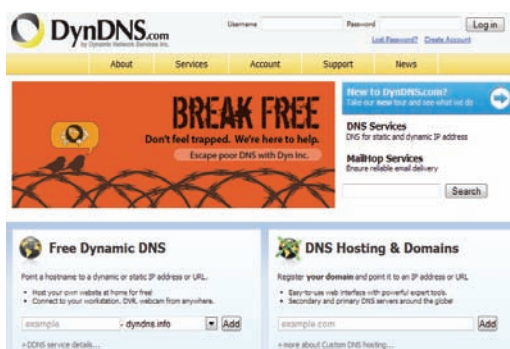 DynDNS.com
by Dynamic Network Services Inc.
Username
Password
Log in
Lost Password? Create Account
About Services Account Support News
BREAK FREE
Don't feel trapped. We're here to help.
Escape poor DNS with Dyn Inc.
New to DynDNS.com?
Take our new tour and see what we do
DNS Services
DNS for static and dynamic IP address
MailHop Services
Ensure reliable email delivery
Search
Free Dynamic DNS
Point a hostname to a dynamic or static IP address or URL.
• Host your own website at home for free!
• Connect to your workstation, DVR, webcam from anywhere.
example . dyndns.info Add
» DDNS service details...
DNS Hosting & Domains
Register your domain and point it to an IP address or URL
• Easy-to-use web interface with powerful expert tools.
• Secondary and primary DNS servers around the globe
example.com Add
» more about Custom DNS hosting...